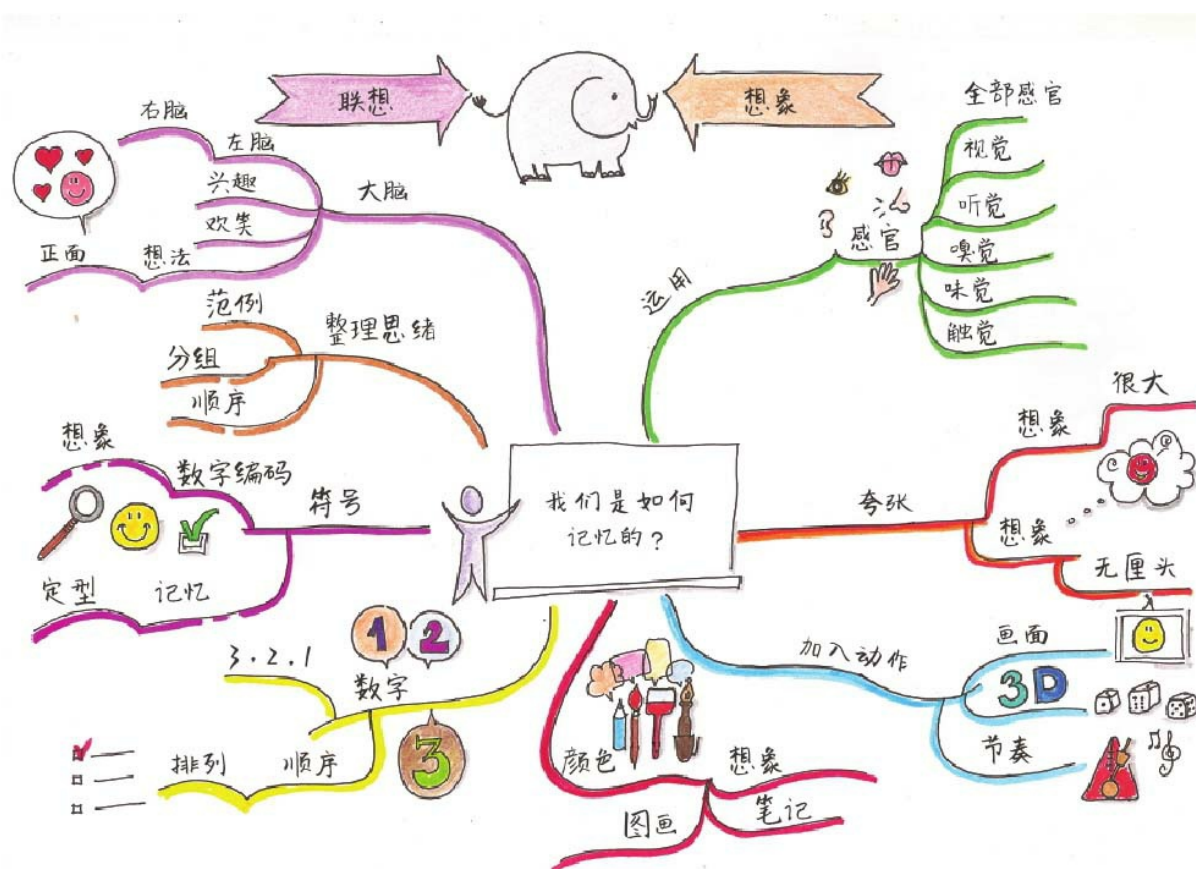 联想
想象
我们是如何
记忆的？
运用
感官
全部感官
视觉
听觉
嗅觉
味觉
触觉
夸张
想象
很大
想象
无厘头
加入动作
画面
3D
节奏
颜色
想象
笔记
图画
数字
1
2
3
3.2.1
顺序
排列
符号
数字编码
想象
记忆
定型
整理思绪
范例
分组
顺序
大脑
左脑
右脑
兴趣
欢笑
想法
正面